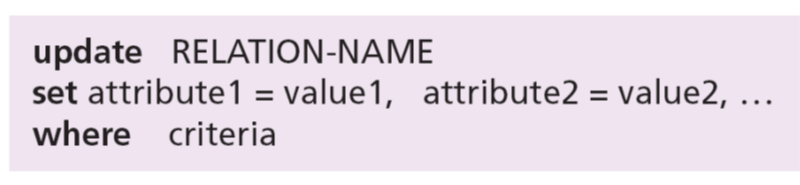 update RELATION-NAME
set attribute1 = value1, attribute2 = value2, ...
where criteria